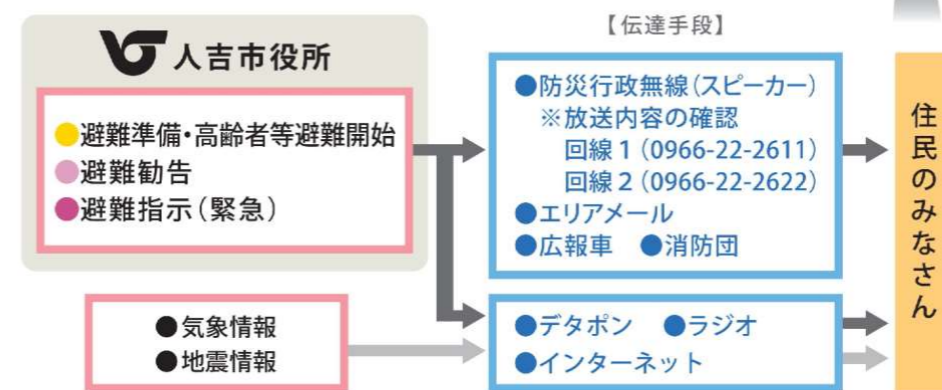 人吉市役所
●避難準備・高齢者等避難開始
●避難勧告
●避難指示(緊急)
●気象情報
●地震情報
【伝達手段】
●防災行政無線(スピーカー)
※放送内容の確認
回線1(0966-22-2611)
回線2(0966-22-2622)
●エリアメール
●広報車 ●消防団
●デタポン ●ラジオ
●インターネット
住民のみなさん